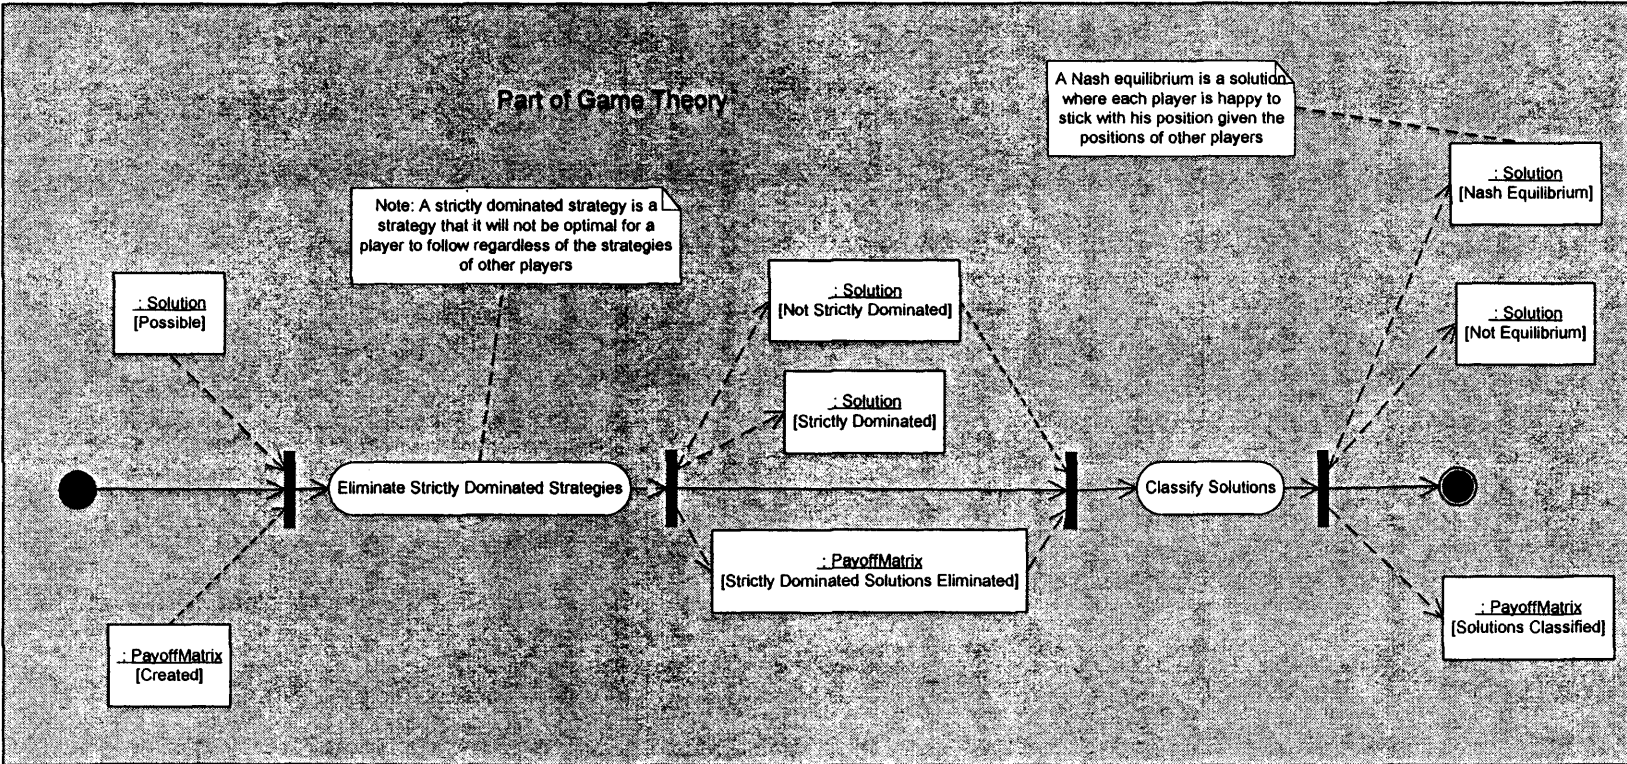 Part of Game Theory
A Nash equilibrium is a solution
where each player is happy to
stick with his position given the
positions of other players
: Solution
[Nash Equilibrium]
Note: A strictly dominated strategy is a
strategy that it will not be optimal for a
player to follow regardless of the strategies
of other players
: Solution
[Possible]
: Solution
[Not Strictly Dominated]
: Solution
[Not Equilibrium]
: Solution
[Strictly Dominated]
Eliminate Strictly Dominated Strategies
Classify Solutions
: PayoffMatrix
[Strictly Dominated Solutions Eliminated]
: PayoffMatrix
[Solutions Classified]
: PayoffMatrix
[Created]